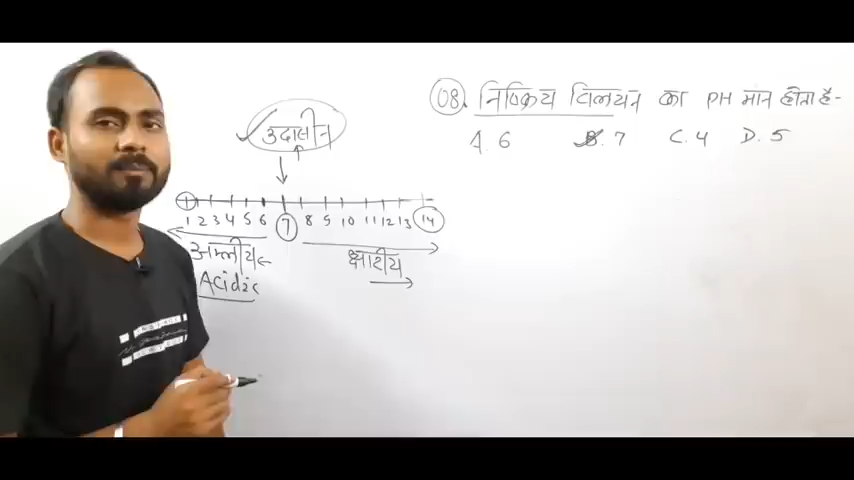 08. निष्क्रिय विलयन का PH मान होता है-
A. 6 B. 7 C. 4 D. 5
उदासीन
1 2 3 4 5 6 7 8 9 10 11 12 13 14
अम्लीय
क्षारीय
Acidic